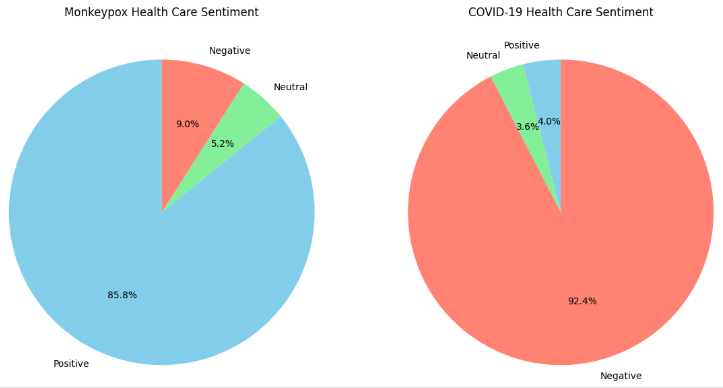 Monkeypox Health Care Sentiment
Negative
Neutral
9.0%
5.2%
85.8%
Positive
COVID-19 Health Care Sentiment
Positive
Neutral
4.0%
3.6%
92.4%
Negative